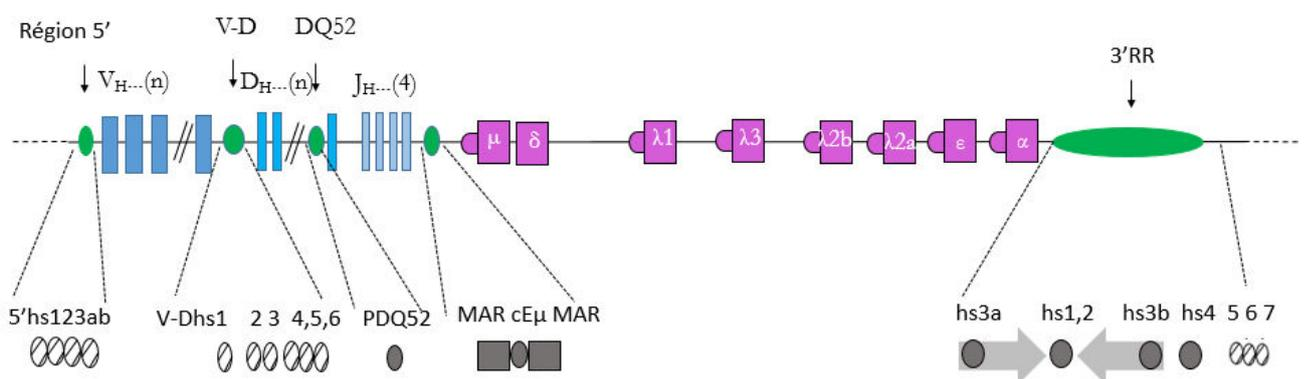 Région 5’
V-D DQ52
3’RR
VH---(n) DH---(n) JH---(4)
μ δ λ1 λ3 λ2b λ2a ε α
5’hs123ab V-Dhs1 2 3 4,5,6 PDQ52 MAR cEμ MAR hs3a hs1,2 hs3b hs4 5 6 7